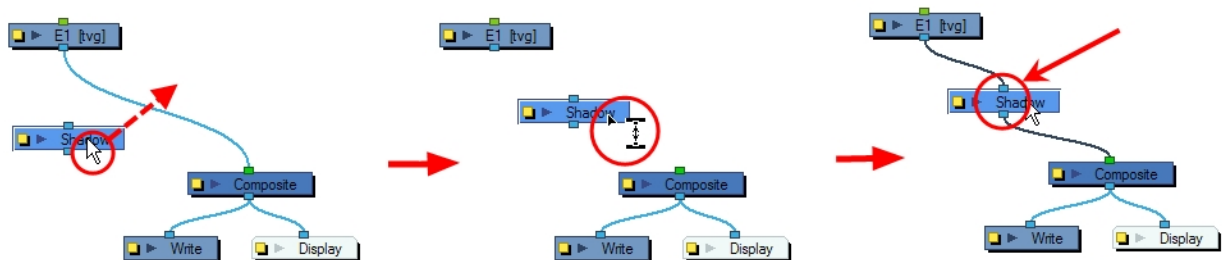 E1 [tvg]
Shadow
Composite
Write
Display
E1 [tvg]
Shadow
Composite
Write
Display
E1 [tvg]
Shadow
Composite
Write
Display